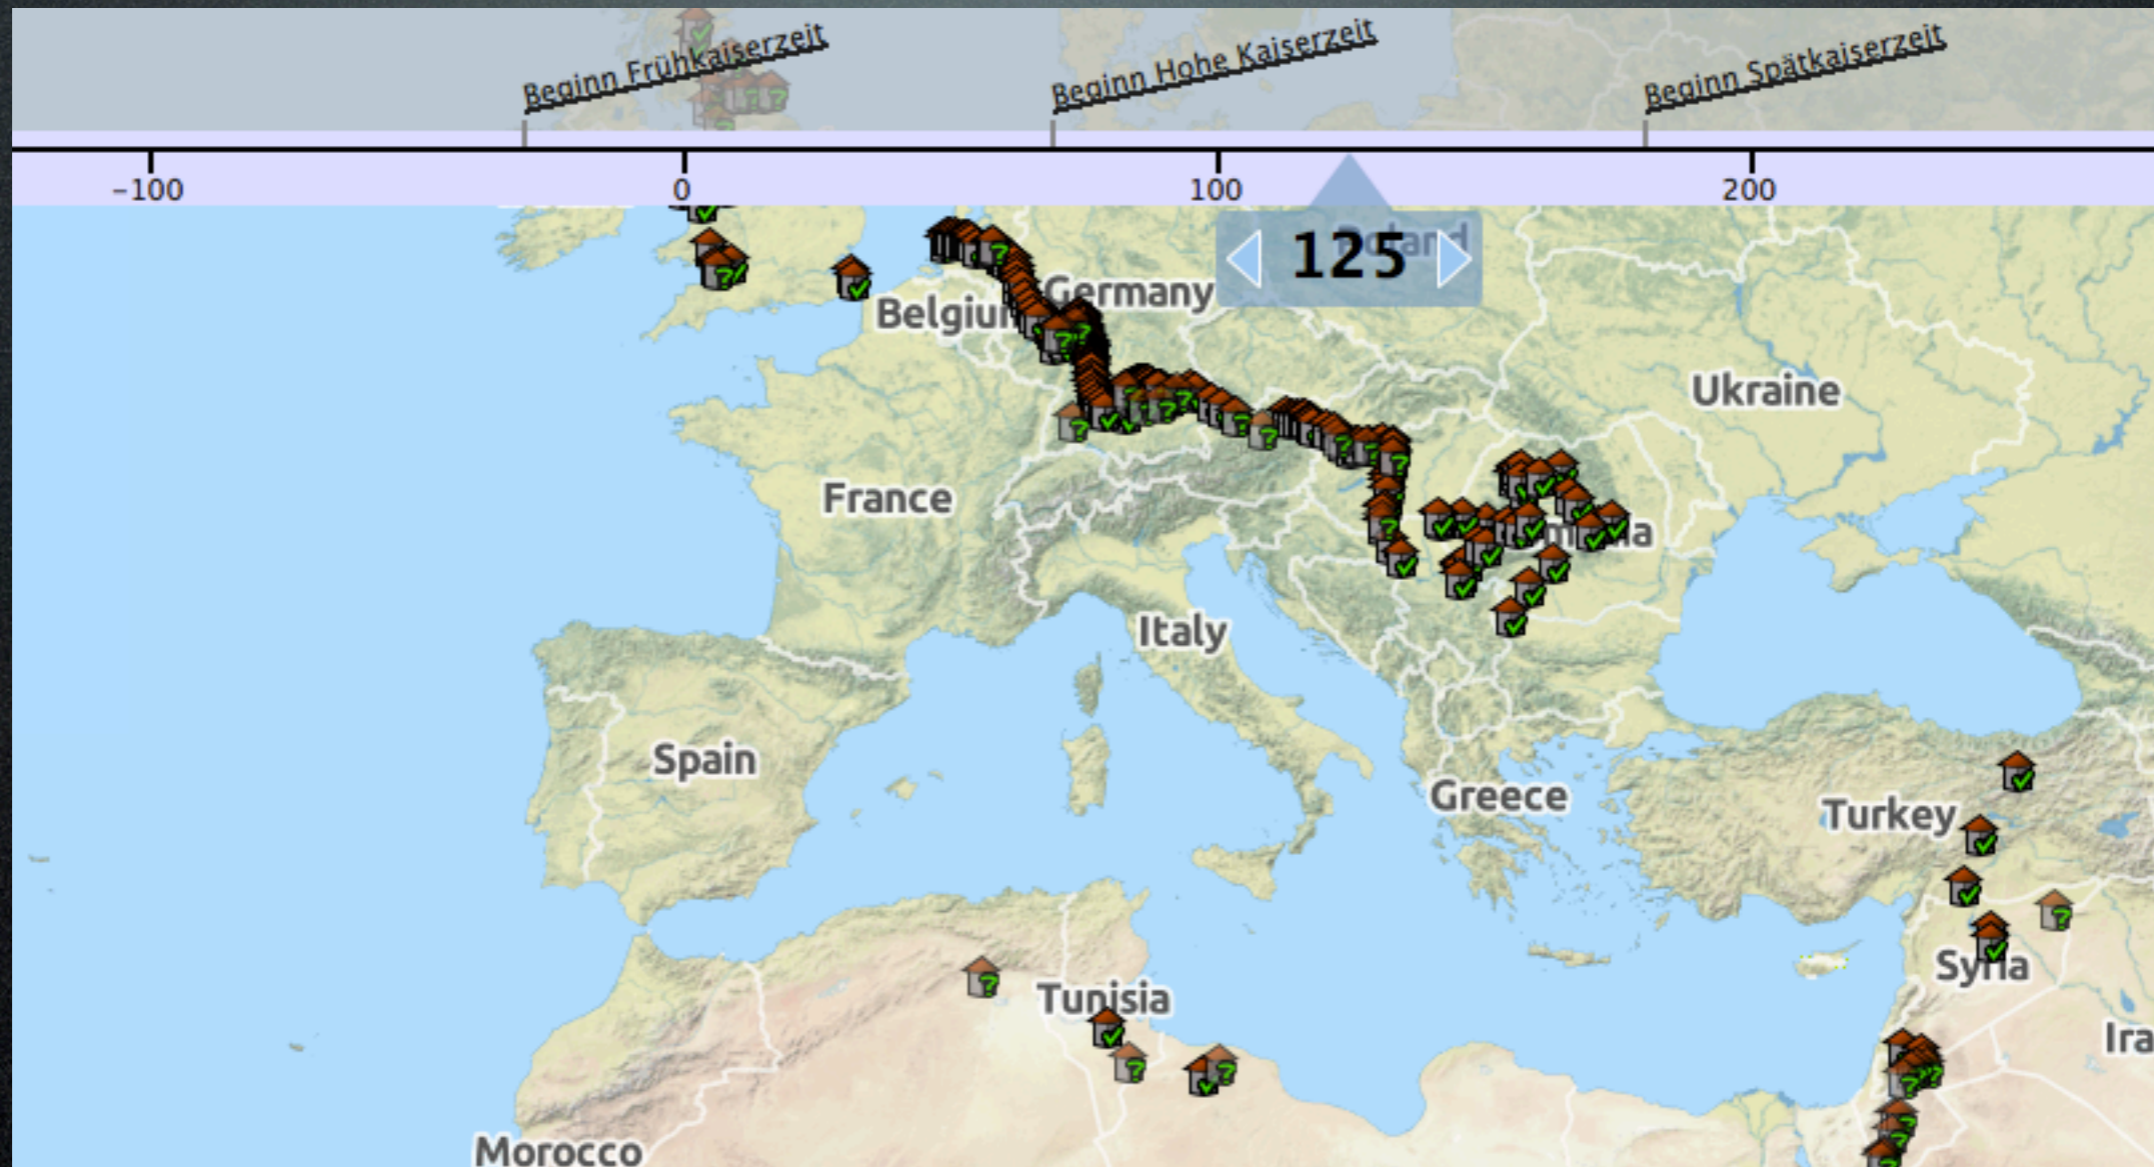 Beginn Frühkaiserzeit
Beginn Hohe Kaiserzeit
Beginn Spätkaiserzeit
-100
0
100
200
125
Poland
Germany
Belgium
Ukraine
France
Italy
Spain
Greece
Turkey
Syria
Tunisia
Morocco